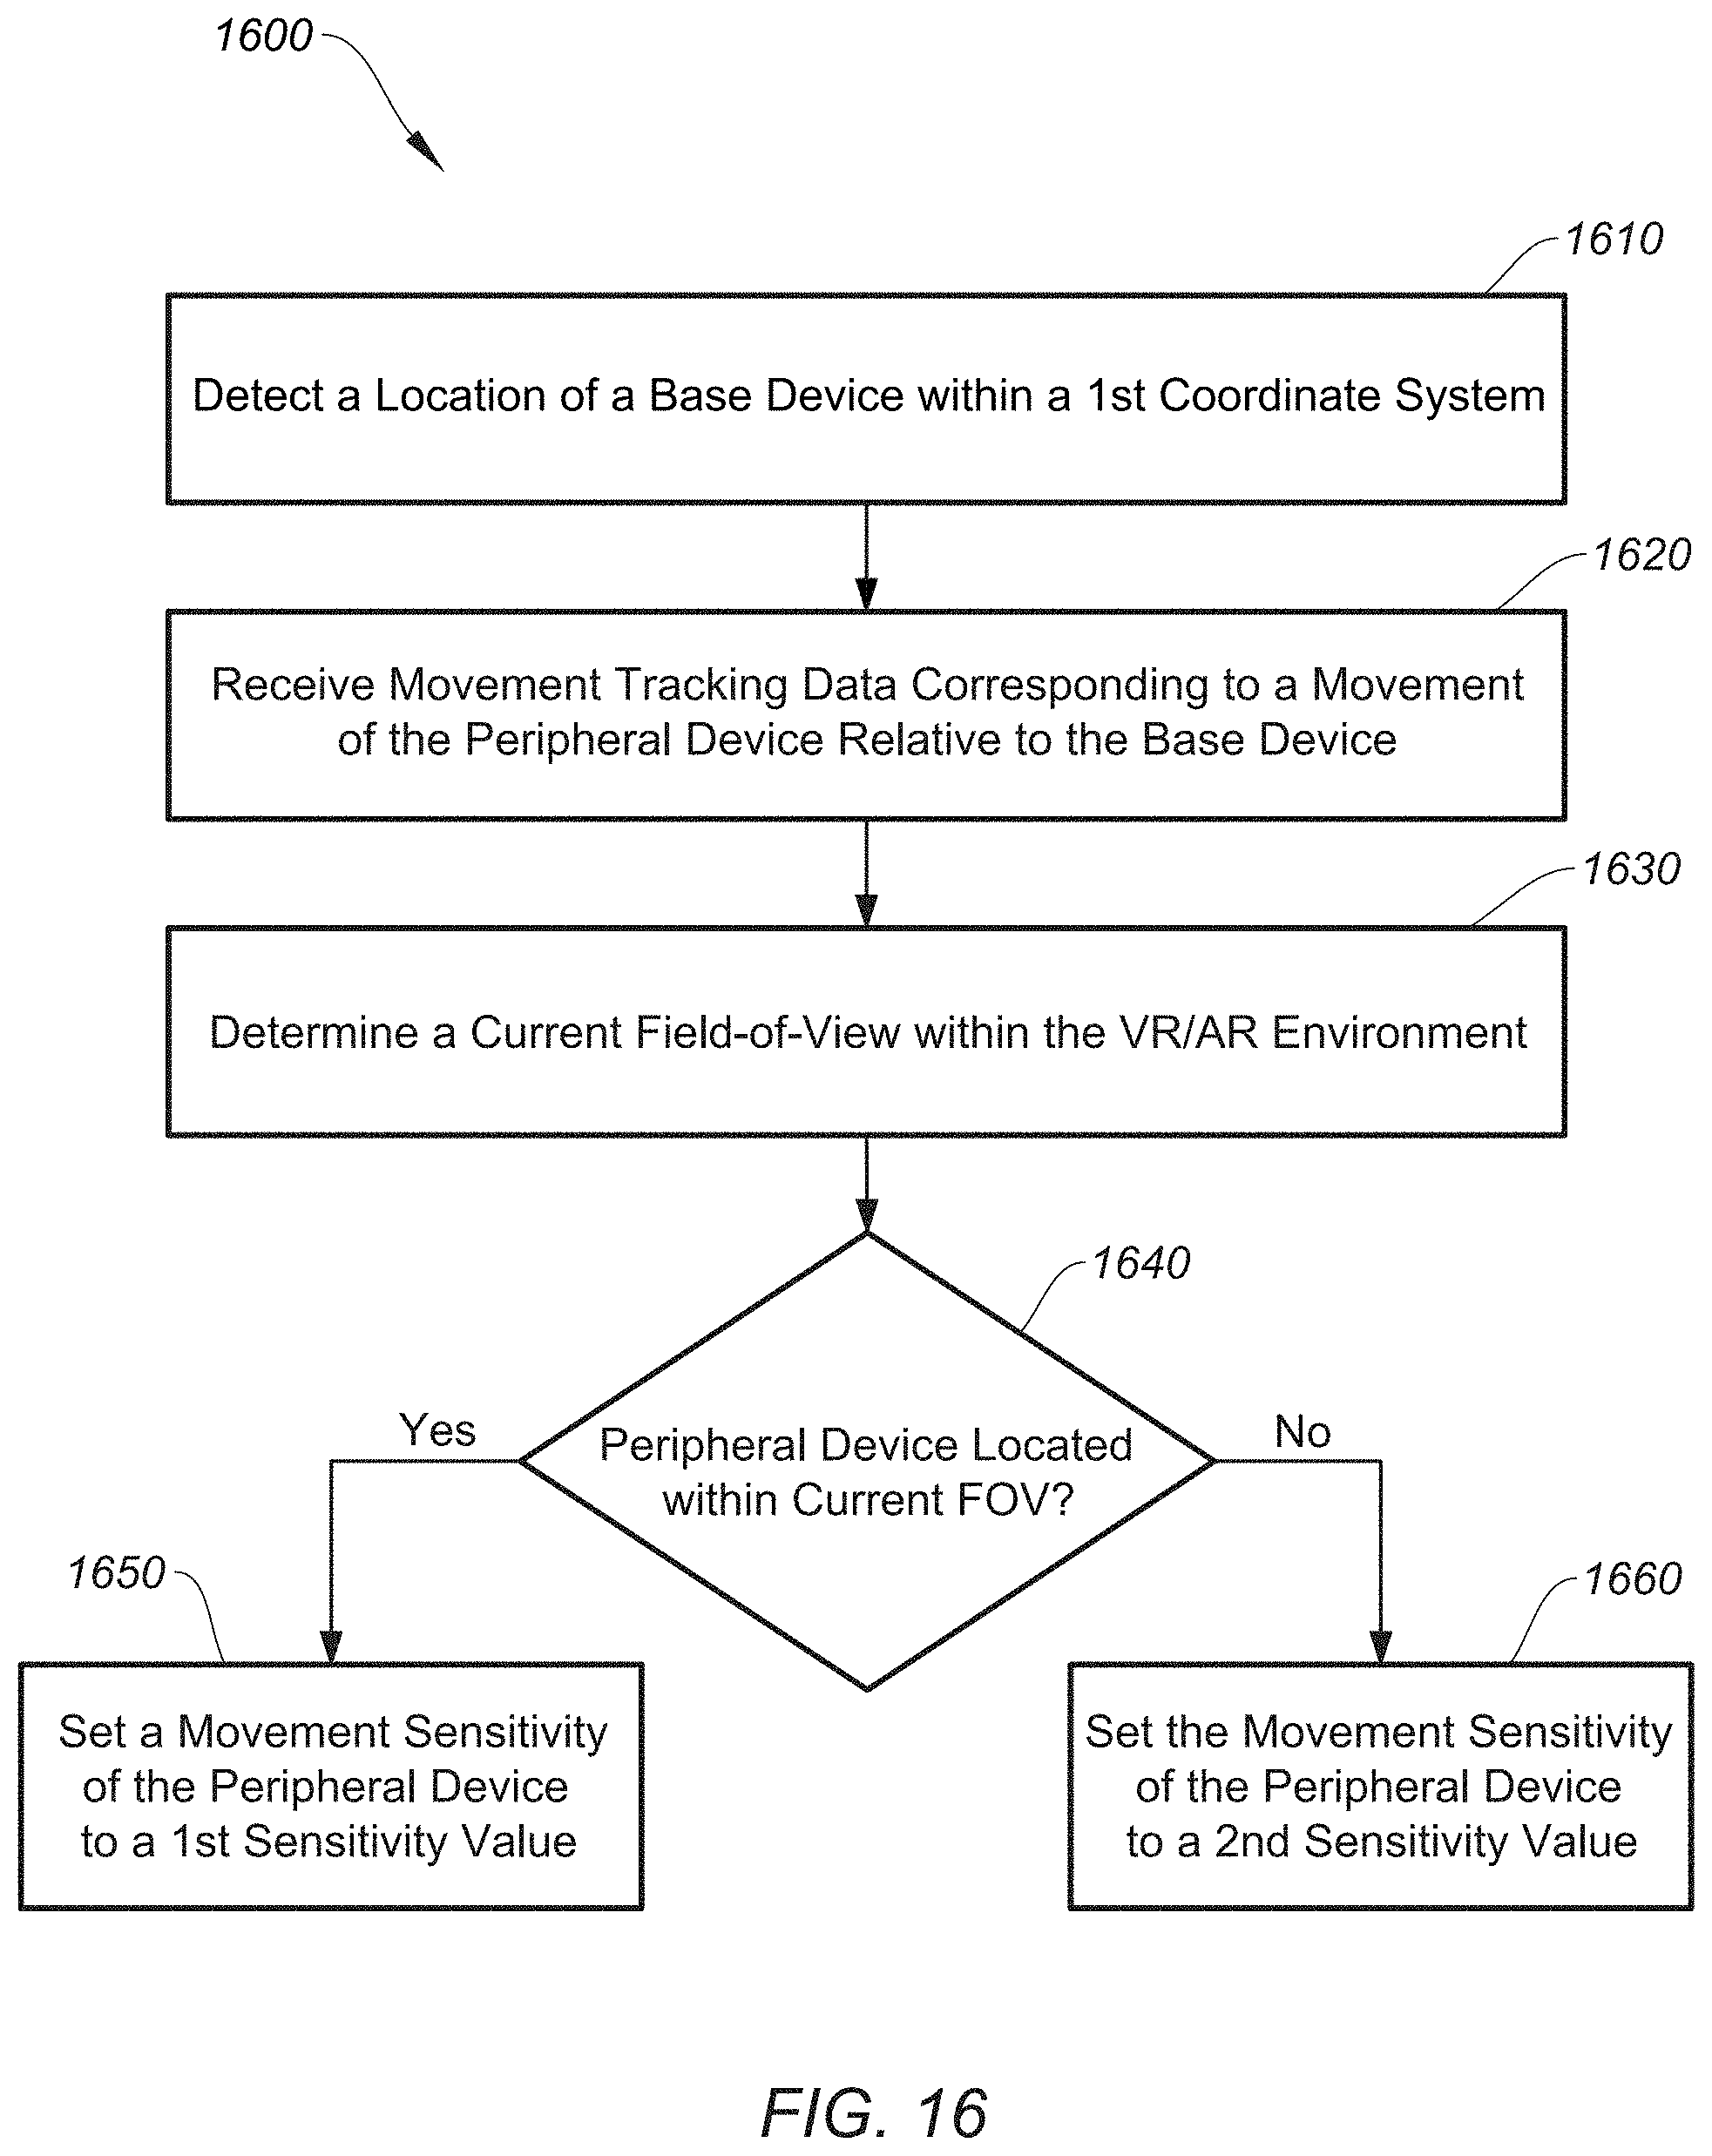 1600
1610
Detect a Location of a Base Device within a 1st Coordinate System
1620
Receive Movement Tracking Data Corresponding to a Movement
of the Peripheral Device Relative to the Base Device
1630
Determine a Current Field-of-View within the VR/AR Environment
1640
Peripheral Device Located
within Current FOV?
Yes
No
1650
Set a Movement Sensitivity
of the Peripheral Device
to a 1st Sensitivity Value
1660
Set the Movement Sensitivity
of the Peripheral Device
to a 2nd Sensitivity Value
FIG. 16